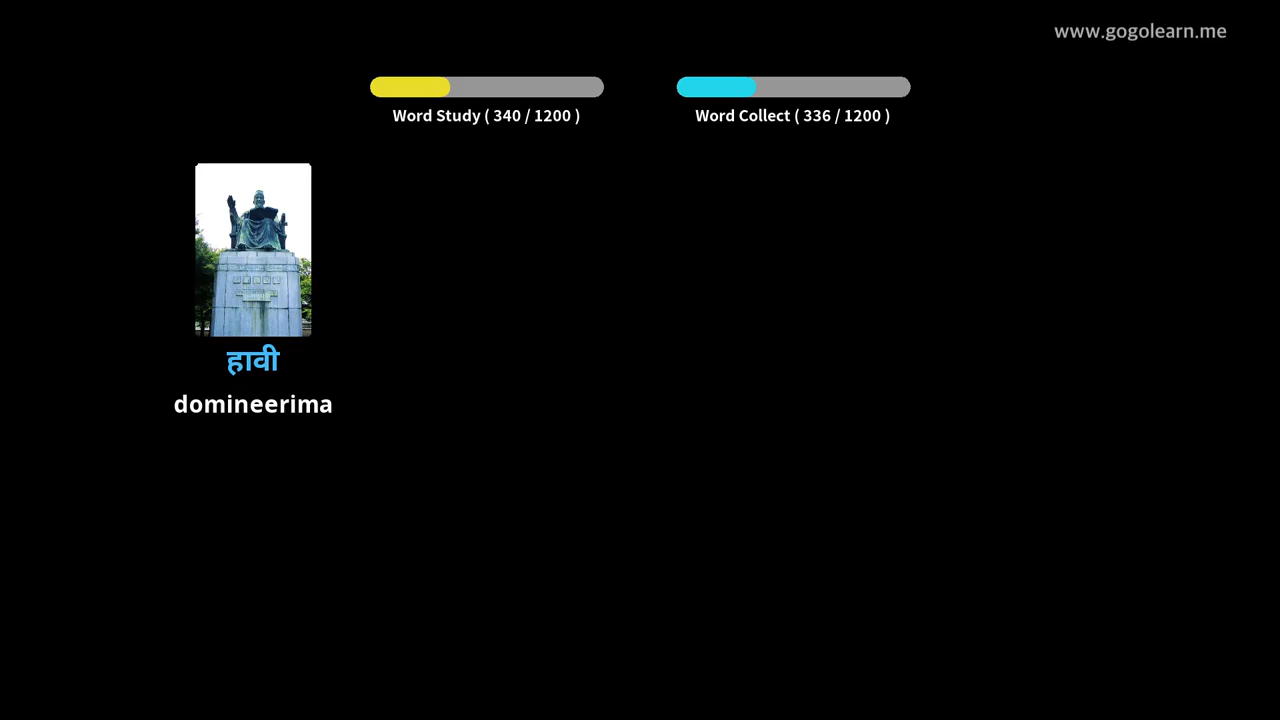 www.gogolearn.me
Word Study ( 340 / 1200 )
Word Collect ( 336 / 1200 )
हावी
domineerima